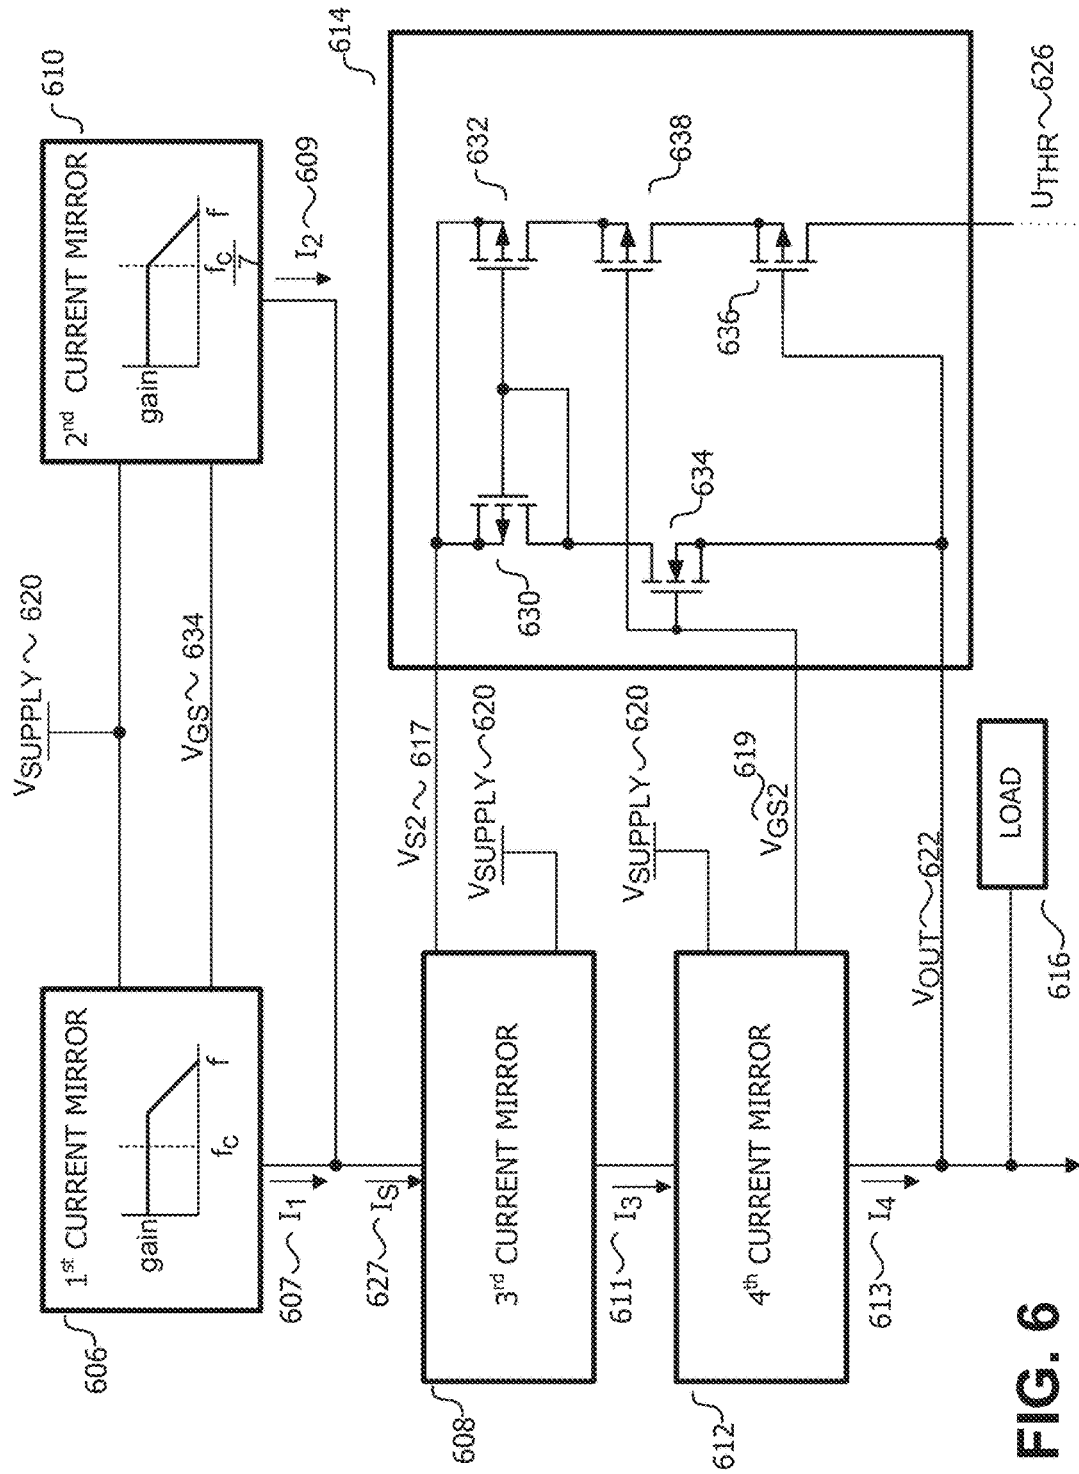 VSUPPLY 620
1st CURRENT MIRROR
gain
fC
f
606
VGS 634
2nd CURRENT MIRROR
gain
fC
7
f
610
607 I1
I2 609
627 IS
614
3rd CURRENT MIRROR
608
VS2 617
VSUPPLY 620
630
632
611 I3
4th CURRENT MIRROR
612
VSUPPLY 620
VGS2 619
634
638
636
613 I4
VOUT 622
LOAD
616
UTHR 626
FIG. 6